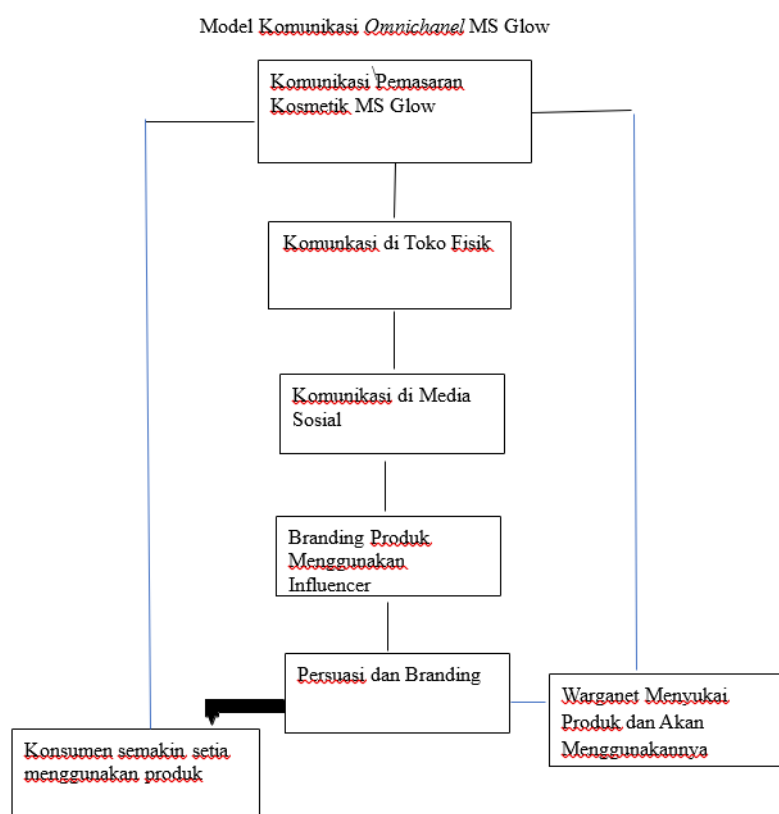 Model Komunikasi Omnichanel MS Glow
Komunikasi Pemasaran
Kosmetik MS Glow
Komunkasi di Toko Fisik
Komunikasi di Media
Sosial
Branding Produk
Menggunakan
Influencer
Persuasi dan Branding
Warganet Menyukai
Produk dan Akan
Menggunakannya
Konsumen semakin setia
menggunakan produk